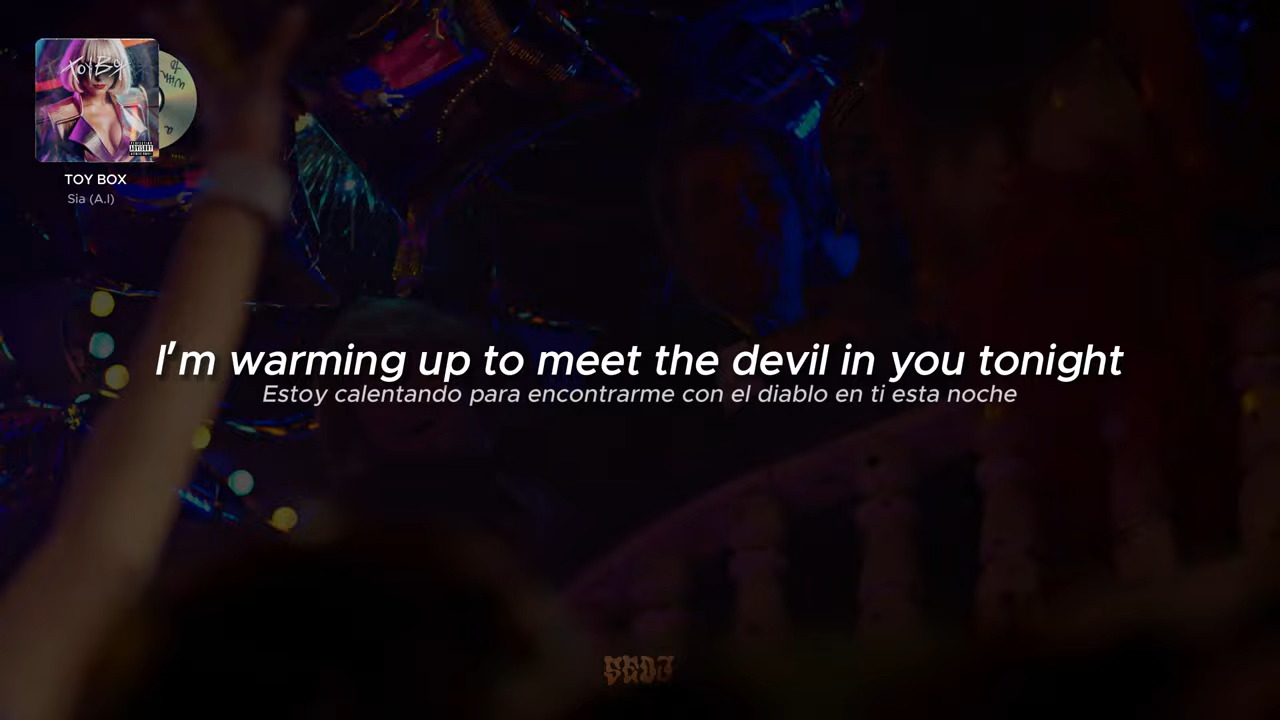 TOY BOX
Sia (A.I)
I'm warming up to meet the devil in you tonight
Estoy calentando para encontrarme con el diablo en ti esta noche